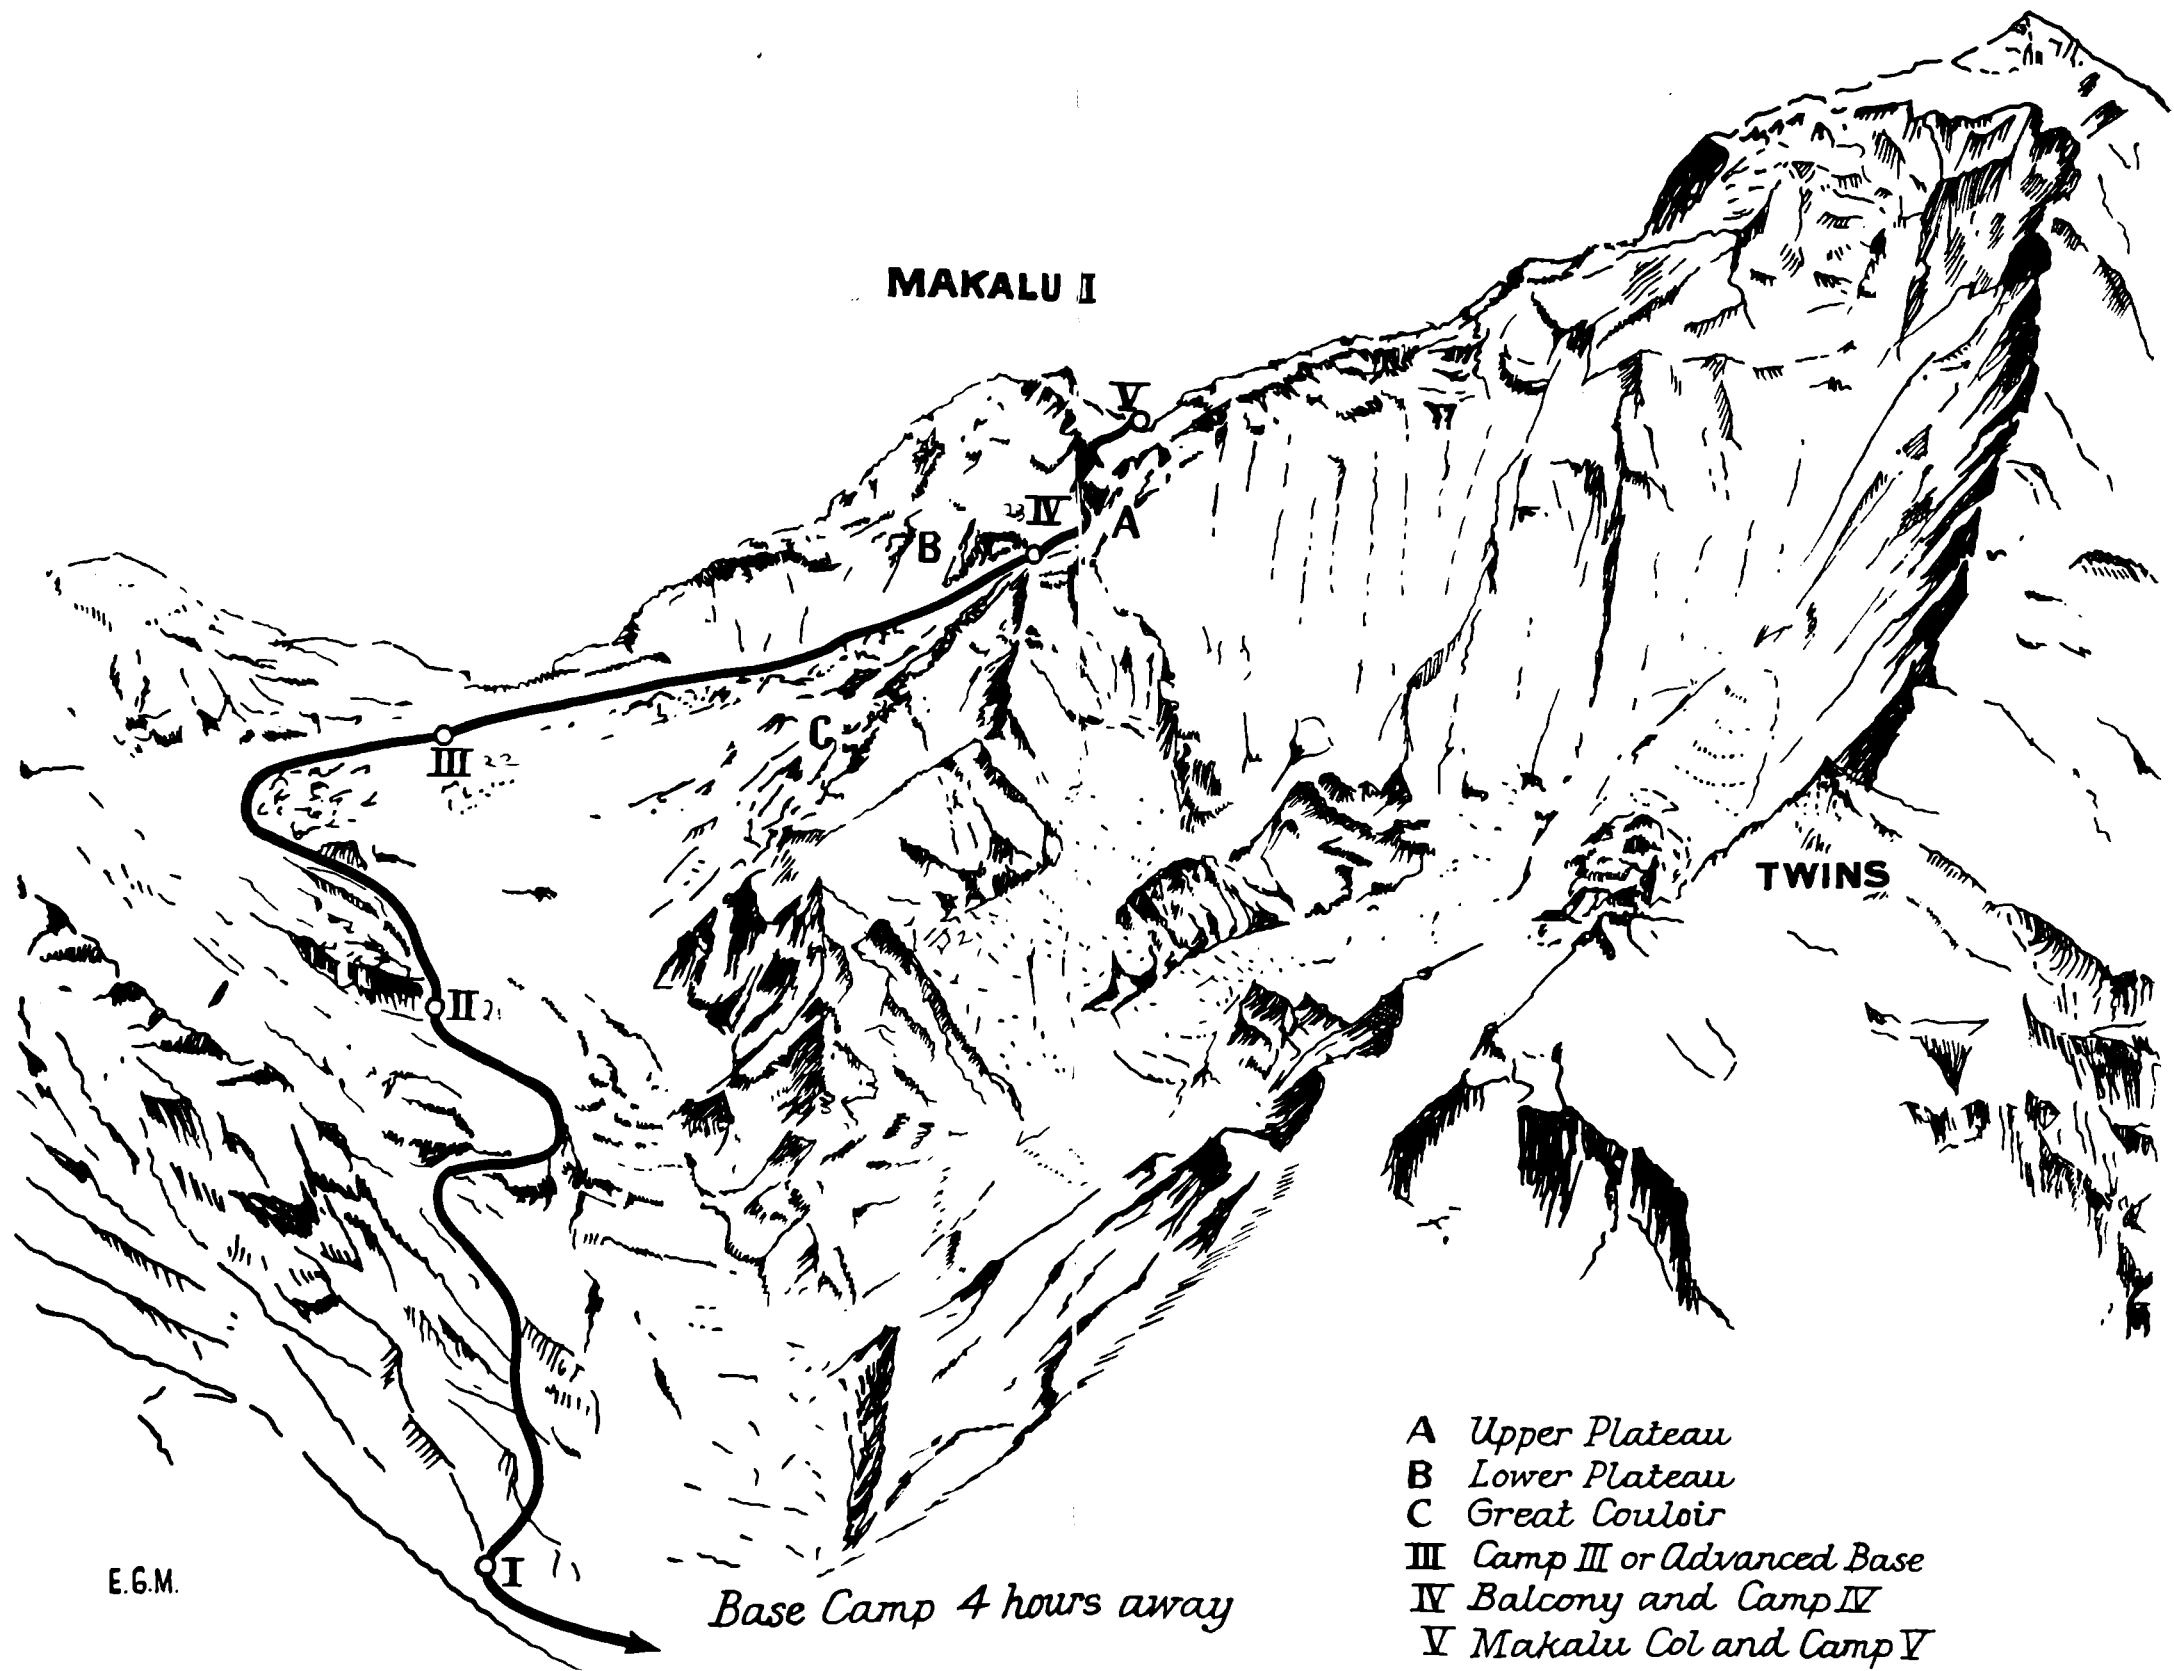 MAKALU II
V
IV
A
B
C
III 22
TWINS
II
I
E.G.M.
Base Camp 4 hours away
A Upper Plateau
B Lower Plateau
C Great Couloir
III Camp III or Advanced Base
IV Balcony and Camp IV
V Makalu Col and Camp V